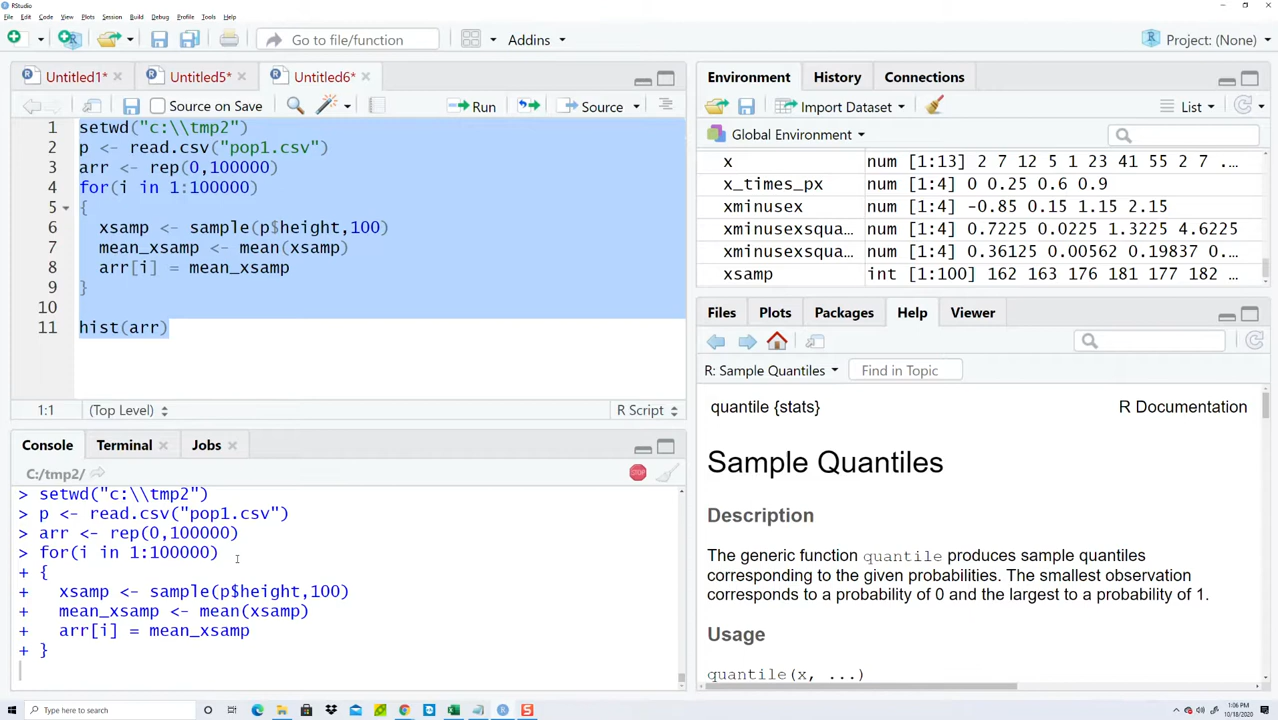 RStudio
File Edit Code View Plots Session Build Debug Profile Tools Help
Go to file/function Addins Project: (None)
Untitled1* Untitled5* Untitled6*
Source on Save Run Source
1 setwd("c:\\tmp2")
2 p <- read.csv("pop1.csv")
3 arr <- rep(0,100000)
4 for(i in 1:100000)
5 {
6 xsamp <- sample(p$height,100)
7 mean_xsamp <- mean(xsamp)
8 arr[i] = mean_xsamp
9 }
10
11 hist(arr)
1:1 (Top Level) R Script
Console Terminal Jobs
C:/tmp2/
STOP
> setwd("c:\\tmp2")
> p <- read.csv("pop1.csv")
> arr <- rep(0,100000)
> for(i in 1:100000)
+ {
+ xsamp <- sample(p$height,100)
+ mean_xsamp <- mean(xsamp)
+ arr[i] = mean_xsamp
+ }
Environment History Connections
Import Dataset List
Global Environment
x num [1:13] 2 7 12 5 1 23 41 55 2 7 ...
x_times_px num [1:4] 0 0.25 0.6 0.9
xminusex num [1:4] -0.85 0.15 1.15 2.15
xminusexsqua... num [1:4] 0.7225 0.0225 1.3225 4.6225
xminusexsqua... num [1:4] 0.36125 0.00562 0.19837 0....
xsamp int [1:100] 162 163 176 181 177 182 ...
Files Plots Packages Help Viewer
R: Sample Quantiles Find in Topic
quantile {stats} R Documentation
Sample Quantiles
Description
The generic function quantile produces sample quantiles
corresponding to the given probabilities. The smallest observation
corresponds to a probability of 0 and the largest to a probability of 1.
Usage
quantile(x, ...)
Type here to search
1:06 PM
10/18/2020